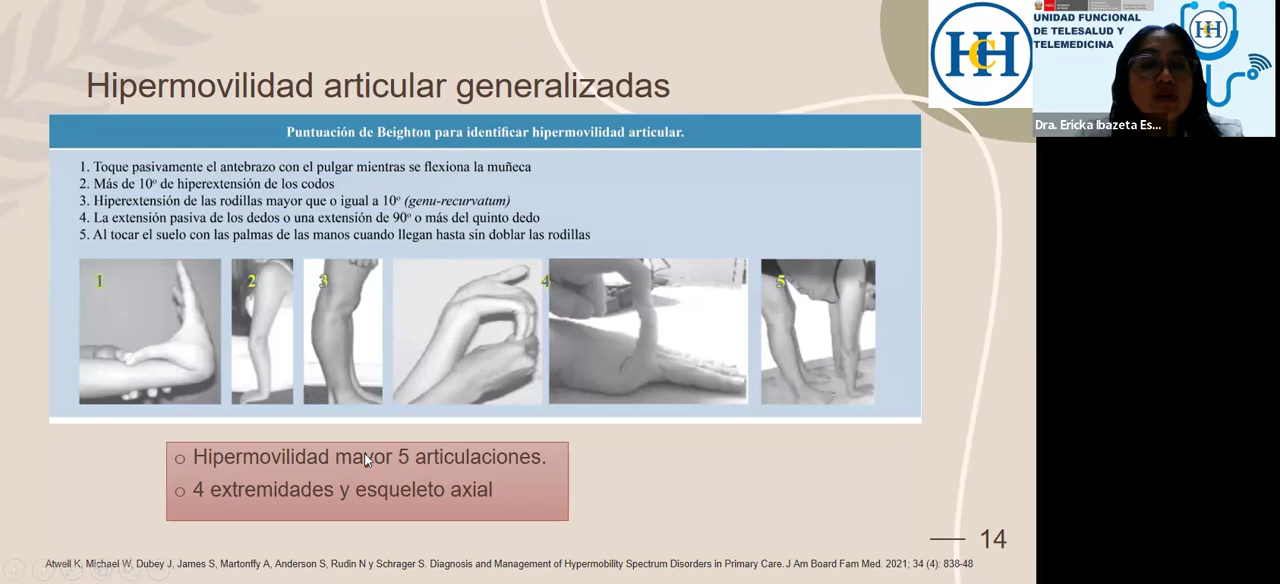 Hipermovilidad articular generalizadas
Puntuación de Beighton para identificar hipermovilidad articular.
1. Toque pasivamente el antebrazo con el pulgar mientras se flexiona la muñeca
2. Más de 10º de hiperextensión de los codos
3. Hiperextensión de las rodillas mayor que o igual a 10º (genu-recurvatum)
4. La extensión pasiva de los dedos o una extensión de 90º o más del quinto dedo
5. Al tocar el suelo con las palmas de las manos cuando llegan hasta sin doblar las rodillas
1 2 3 4 5
○ Hipermovilidad mayor 5 articulaciones.
○ 4 extremidades y esqueleto axial
14
Atwell K, Michael W, Dubey J, James S, Martonffy A, Anderson S, Rudin N y Schrager S. Diagnosis and Management of Hypermobility Spectrum Disorders in Primary Care. J Am Board Fam Med. 2021; 34 (4): 838-48
HCH
UNIDAD FUNCIONAL
DE TELESALUD Y
TELEMEDICINA
HCH
Dra. Ericka Ibazeta Es...